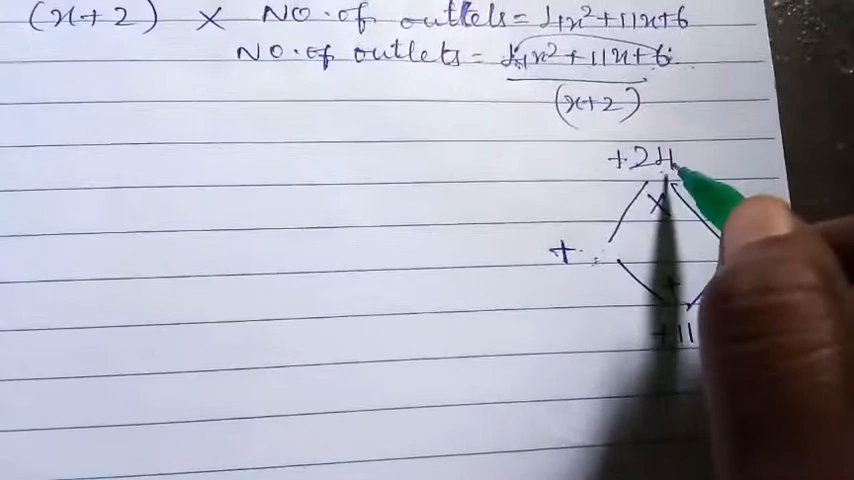 (x+2) × No. of outlets = 4x²+11x+6
No. of outlets = 4x²+11x+6
(x+2)
+24
×
+
+
+11